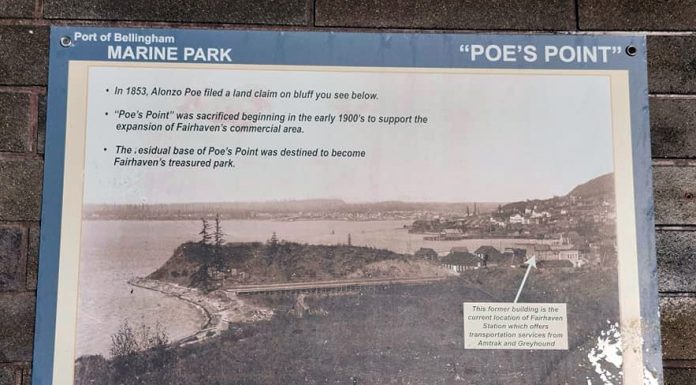 Port of Bellingham
MARINE PARK
"POE'S POINT"
• In 1853, Alonzo Poe filed a land claim on bluff you see below.
• "Poe's Point" was sacrificed beginning in the early 1900's to support the
expansion of Fairhaven's commercial area.
• The .esidual base of Poe's Point was destined to become
Fairhaven's treasured park.
This former building is the
current location of Fairhaven
Station which offers
transportation services from
Amtrak and Greyhound